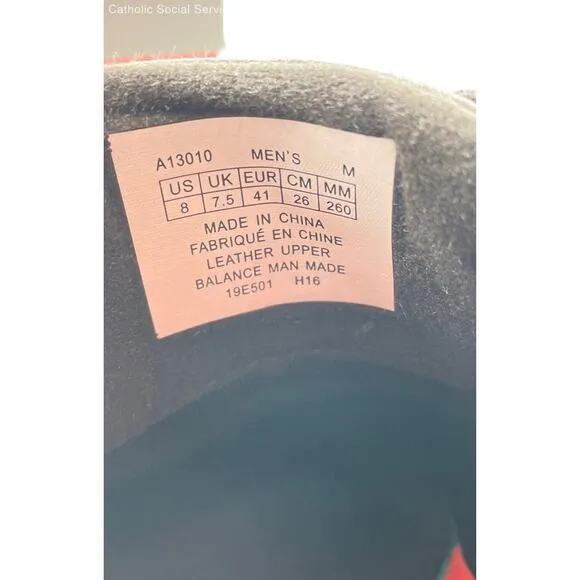 Catholic Social Servi
A13010 MEN'S M
US UK EUR CM MM
8 7.5 41 26 260
MADE IN CHINA
FABRIQUÉ EN CHINE
LEATHER UPPER
BALANCE MAN MADE
19E501 H16